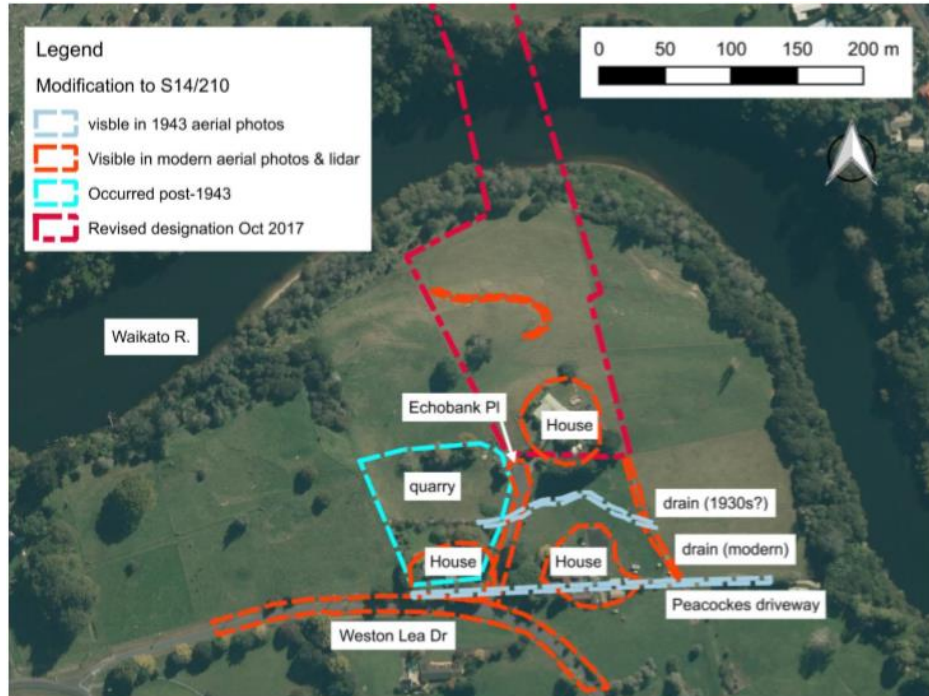 Legend
Modification to S14/210
visble in 1943 aerial photos
Visible in modern aerial photos & lidar
Occurred post-1943
Revised designation Oct 2017
0 50 100 150 200 m
Waikato R.
Echobank Pl
House
quarry
drain (1930s?)
drain (modern)
House
House
Peacockes driveway
Weston Lea Dr